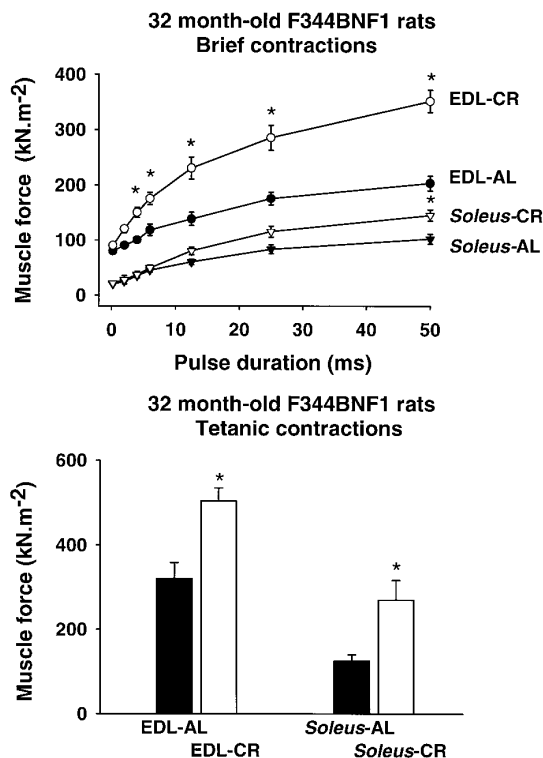 32 month-old F344BNF1 rats
Brief contractions
Muscle force (kN.m-2)
400
300
200
100
0
*
*
*
*
*
*
EDL-CR
EDL-AL
Soleus-CR
Soleus-AL
0 10 20 30 40 50
Pulse duration (ms)
32 month-old F344BNF1 rats
Tetanic contractions
Muscle force (kN.m-2)
600
400
200
0
*
*
EDL-AL
EDL-CR
Soleus-AL
Soleus-CR